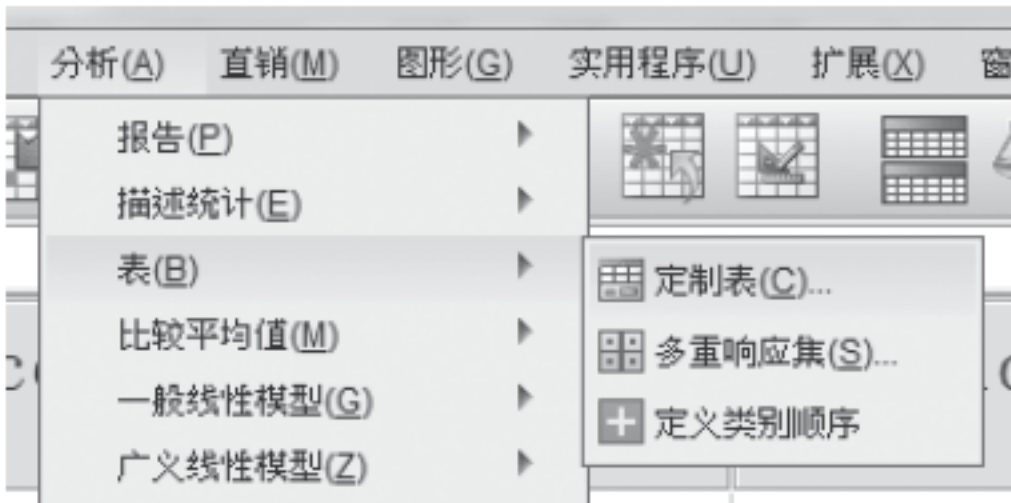 分析(A) 直销(M) 图形(G) 实用程序(U) 扩展(X) 窗
报告(P)
描述统计(E)
表(B)
比较平均值(M)
一般线性模型(G)
广义线性模型(Z)
定制表(C)...
多重响应集(S)...
定义类别顺序